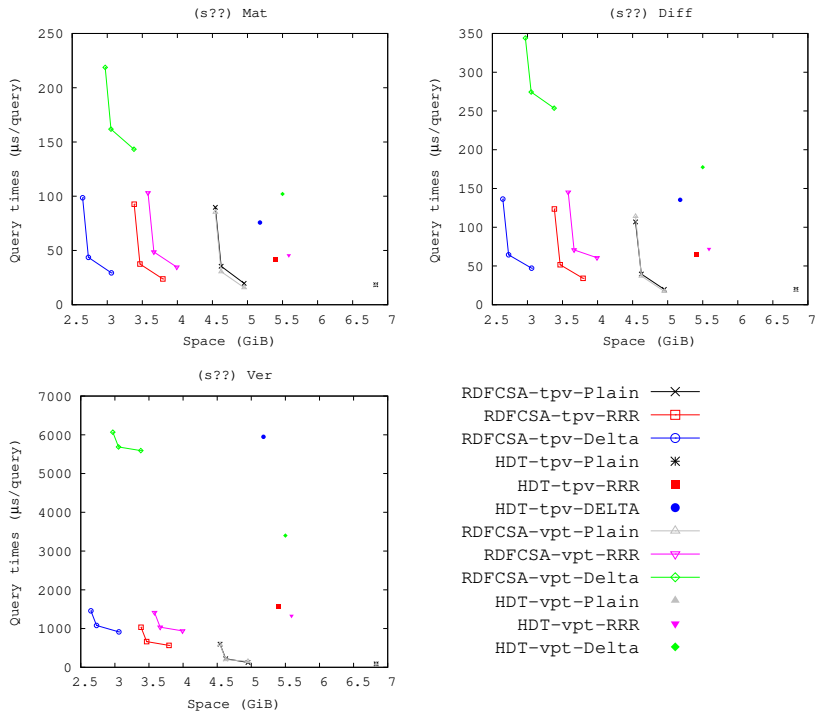 (s??) Mat
250
200
150
100
50
0
2.5 3 3.5 4 4.5 5 5.5 6 6.5 7
Space (GiB)
Query times (µs/query)
(s??) Diff
350
300
250
200
150
100
50
0
2.5 3 3.5 4 4.5 5 5.5 6 6.5 7
Space (GiB)
Query times (µs/query)
(s??) Ver
7000
6000
5000
4000
3000
2000
1000
0
2.5 3 3.5 4 4.5 5 5.5 6 6.5 7
Space (GiB)
Query times (µs/query)
RDFCSA-tpv-Plain
RDFCSA-tpv-RRR
RDFCSA-tpv-Delta
HDT-tpv-Plain
HDT-tpv-RRR
HDT-tpv-DELTA
RDFCSA-vpt-Plain
RDFCSA-vpt-RRR
RDFCSA-vpt-Delta
HDT-vpt-Plain
HDT-vpt-RRR
HDT-vpt-Delta